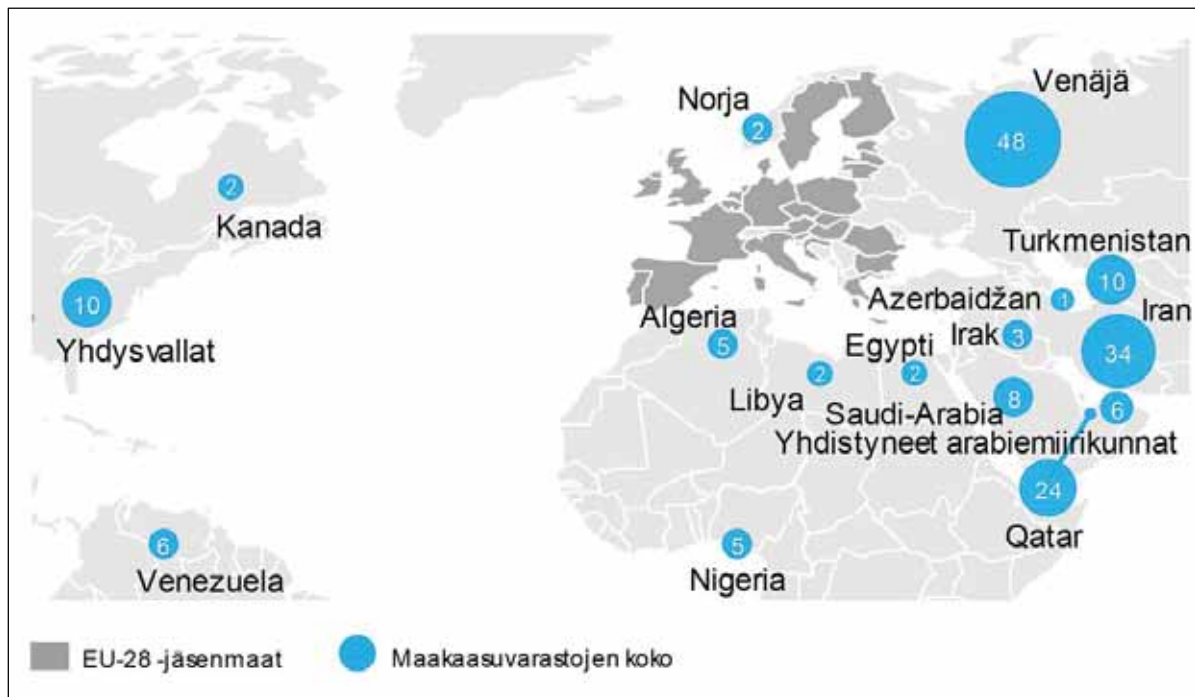 Norja
2
Venäjä
48
2
Kanada
10
Yhdysvallat
Turkmenistan
10
Azerbaidžan
1
Iran
34
Algeria
5
Irak
3
Egypti
2
Libya
2
Saudi-Arabia
8
6
Yhdistyneet arabiemiirikunnat
24
Qatar
6
Venezuela
5
Nigeria
EU-28 -jäsenmaat
Maakaasuvarastojen koko